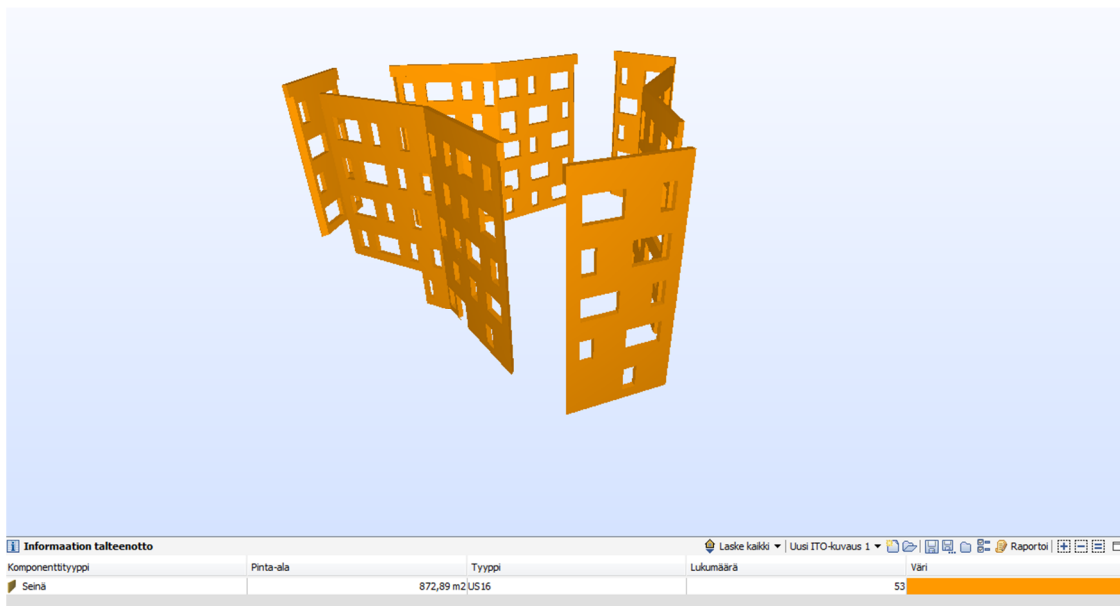 Informaation talteenotto Laske kaikki Uusi ITO-kuvaus 1 Raportoi
Komponenttityyppi Pinta-ala Tyyppi Lukumäärä Väri
Seinä 872,89 m2 US16 53